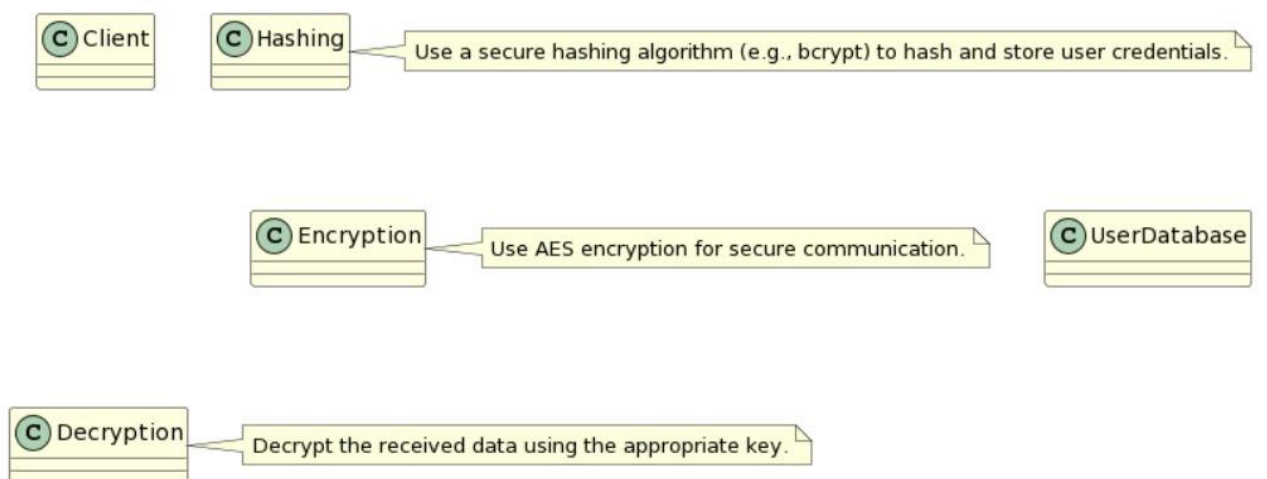 C Client
C Hashing
Use a secure hashing algorithm (e.g., bcrypt) to hash and store user credentials.
C Encryption
Use AES encryption for secure communication.
C UserDatabase
C Decryption
Decrypt the received data using the appropriate key.